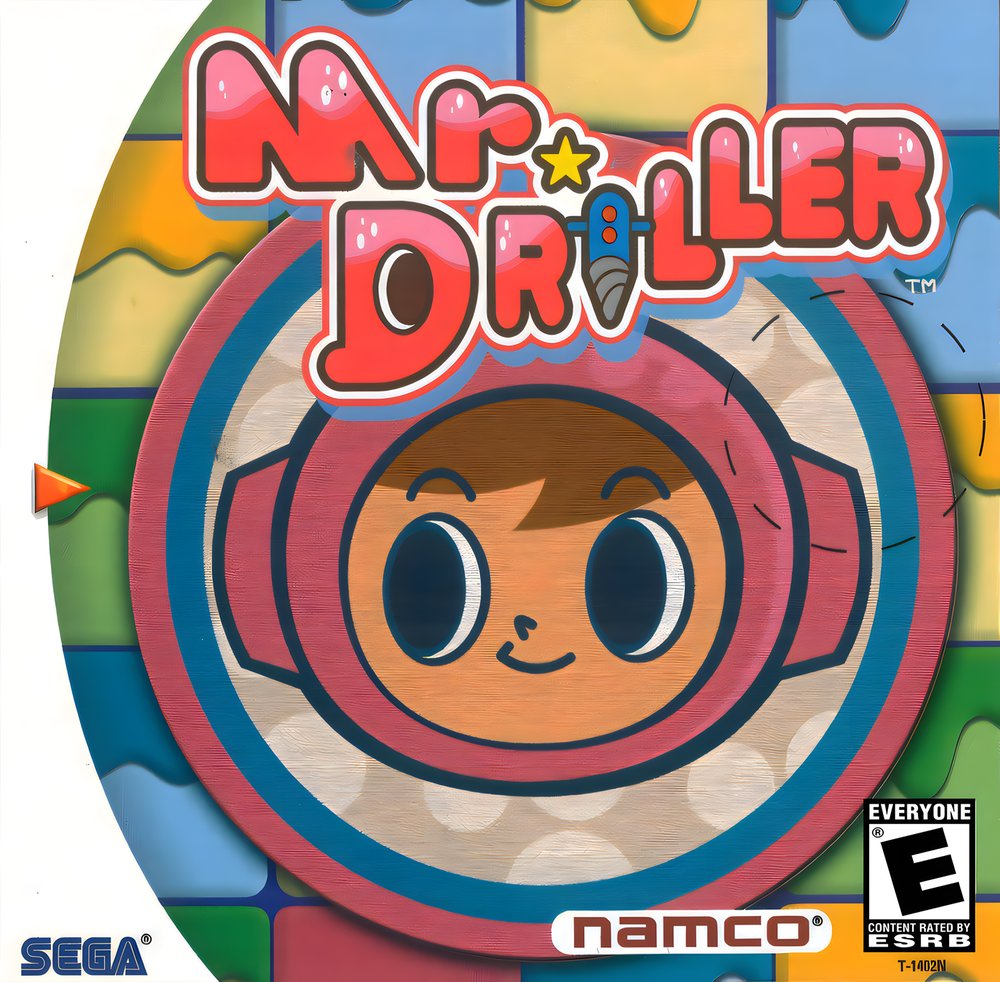 Mr.
DRiLLER
TM
EVERYONE
®
E
CONTENT RATED BY
ESRB
namco®
SEGA®
T-1402N